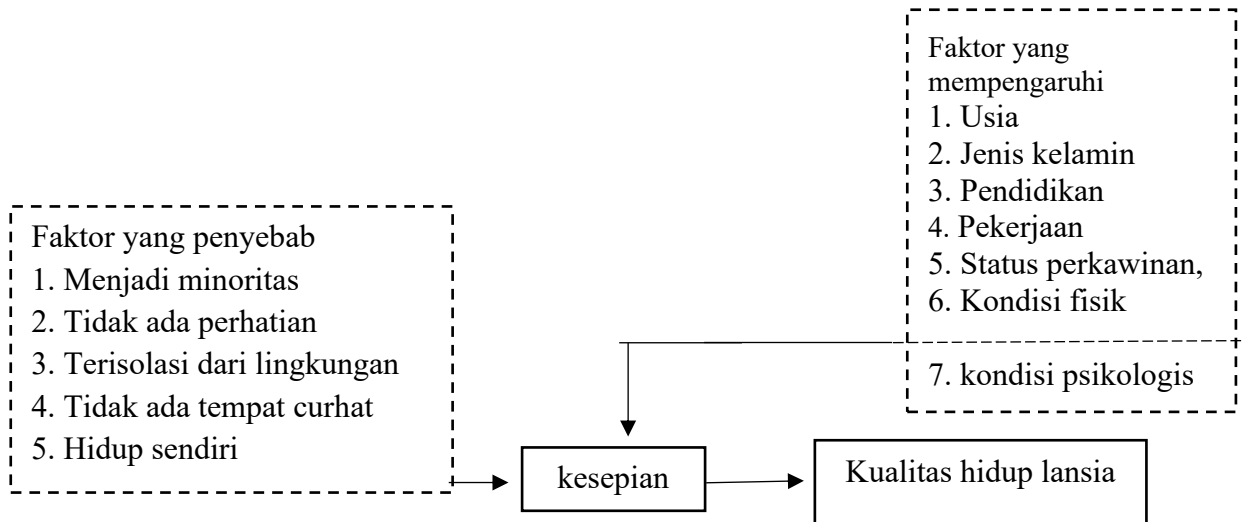 Faktor yang
mempengaruhi
1. Usia
2. Jenis kelamin
3. Pendidikan
4. Pekerjaan
5. Status perkawinan,
6. Kondisi fisik
7. kondisi psikologis
Faktor yang penyebab
1. Menjadi minoritas
2. Tidak ada perhatian
3. Terisolasi dari lingkungan
4. Tidak ada tempat curhat
5. Hidup sendiri
kesepian
Kualitas hidup lansia